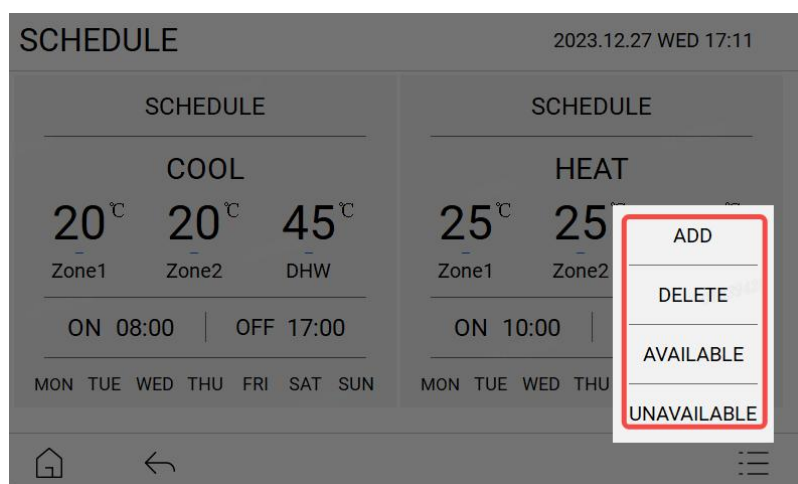 SCHEDULE 2023.12.27 WED 17:11
SCHEDULE
COOL
20℃ 20℃ 45℃
Zone1 Zone2 DHW
ON 08:00 OFF 17:00
MON TUE WED THU FRI SAT SUN
SCHEDULE
HEAT
25℃ 25
Zone1 Zone2
ON 10:00
MON TUE WED THU
ADD
DELETE
AVAILABLE
UNAVAILABLE